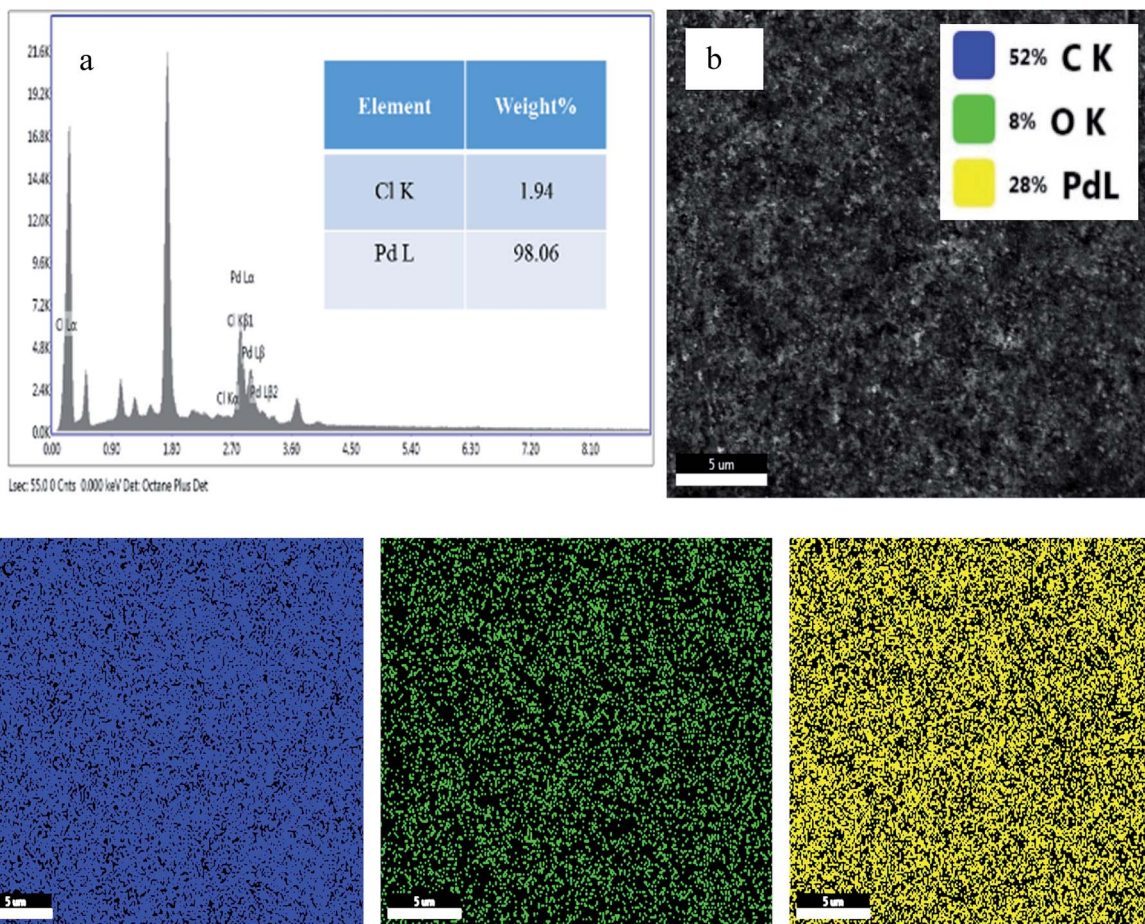 a
21.6K
19.2K
16.8K
14.4K
12.0K
9.6K
7.2K
4.8K
2.4K
0.0K
Cl Lα
Pd Lα
Cl Kβ1
Pd Lβ
Cl Kα
Pd Lβ2
0.00 0.90 1.80 2.70 3.60 4.50 5.40 6.30 7.20 8.10
Lsec: 55.0 0 Cnts 0.000 keV Det: Octane Plus Det
Element Weight%
Cl K 1.94
Pd L 98.06
b
52% C K
8% O K
28% PdL
5 um
c
5 um
5 um
5 um